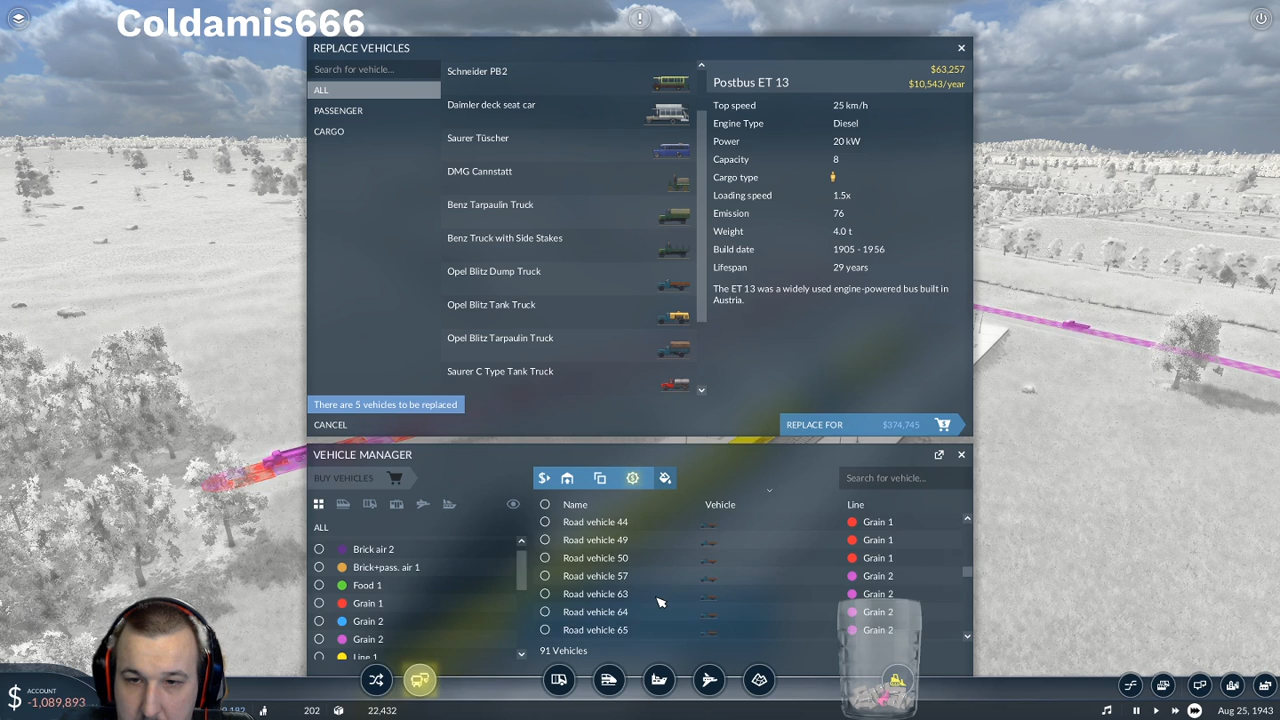 Coldamis666
REPLACE VEHICLES
Search for vehicle...
ALL
PASSENGER
CARGO
Schneider PB2
Daimler deck seat car
Saurer Tüscher
DMG Cannstatt
Benz Tarpaulin Truck
Benz Truck with Side Stakes
Opel Blitz Dump Truck
Opel Blitz Tank Truck
Opel Blitz Tarpaulin Truck
Saurer C Type Tank Truck
$63,257
Postbus ET 13
$10,543/year
Top speed 25 km/h
Engine Type Diesel
Power 20 kW
Capacity 8
Cargo type
Loading speed 1.5x
Emission 76
Weight 4.0 t
Build date 1905 - 1956
Lifespan 29 years
The ET 13 was a widely used engine-powered bus built in
Austria.
There are 5 vehicles to be replaced
CANCEL
REPLACE FOR $374,745
VEHICLE MANAGER
BUY VEHICLES
Search for vehicle...
ALL
Brick air 2
Brick+pass. air 1
Food 1
Grain 1
Grain 2
Grain 2
Line 1
Name Vehicle Line
Road vehicle 44 Grain 1
Road vehicle 49 Grain 1
Road vehicle 50 Grain 1
Road vehicle 57 Grain 2
Road vehicle 63 Grain 2
Road vehicle 64 Grain 2
Road vehicle 65 Grain 2
91 Vehicles
$ ACCOUNT
-1,089,893
202
22,432
Aug 25, 1943